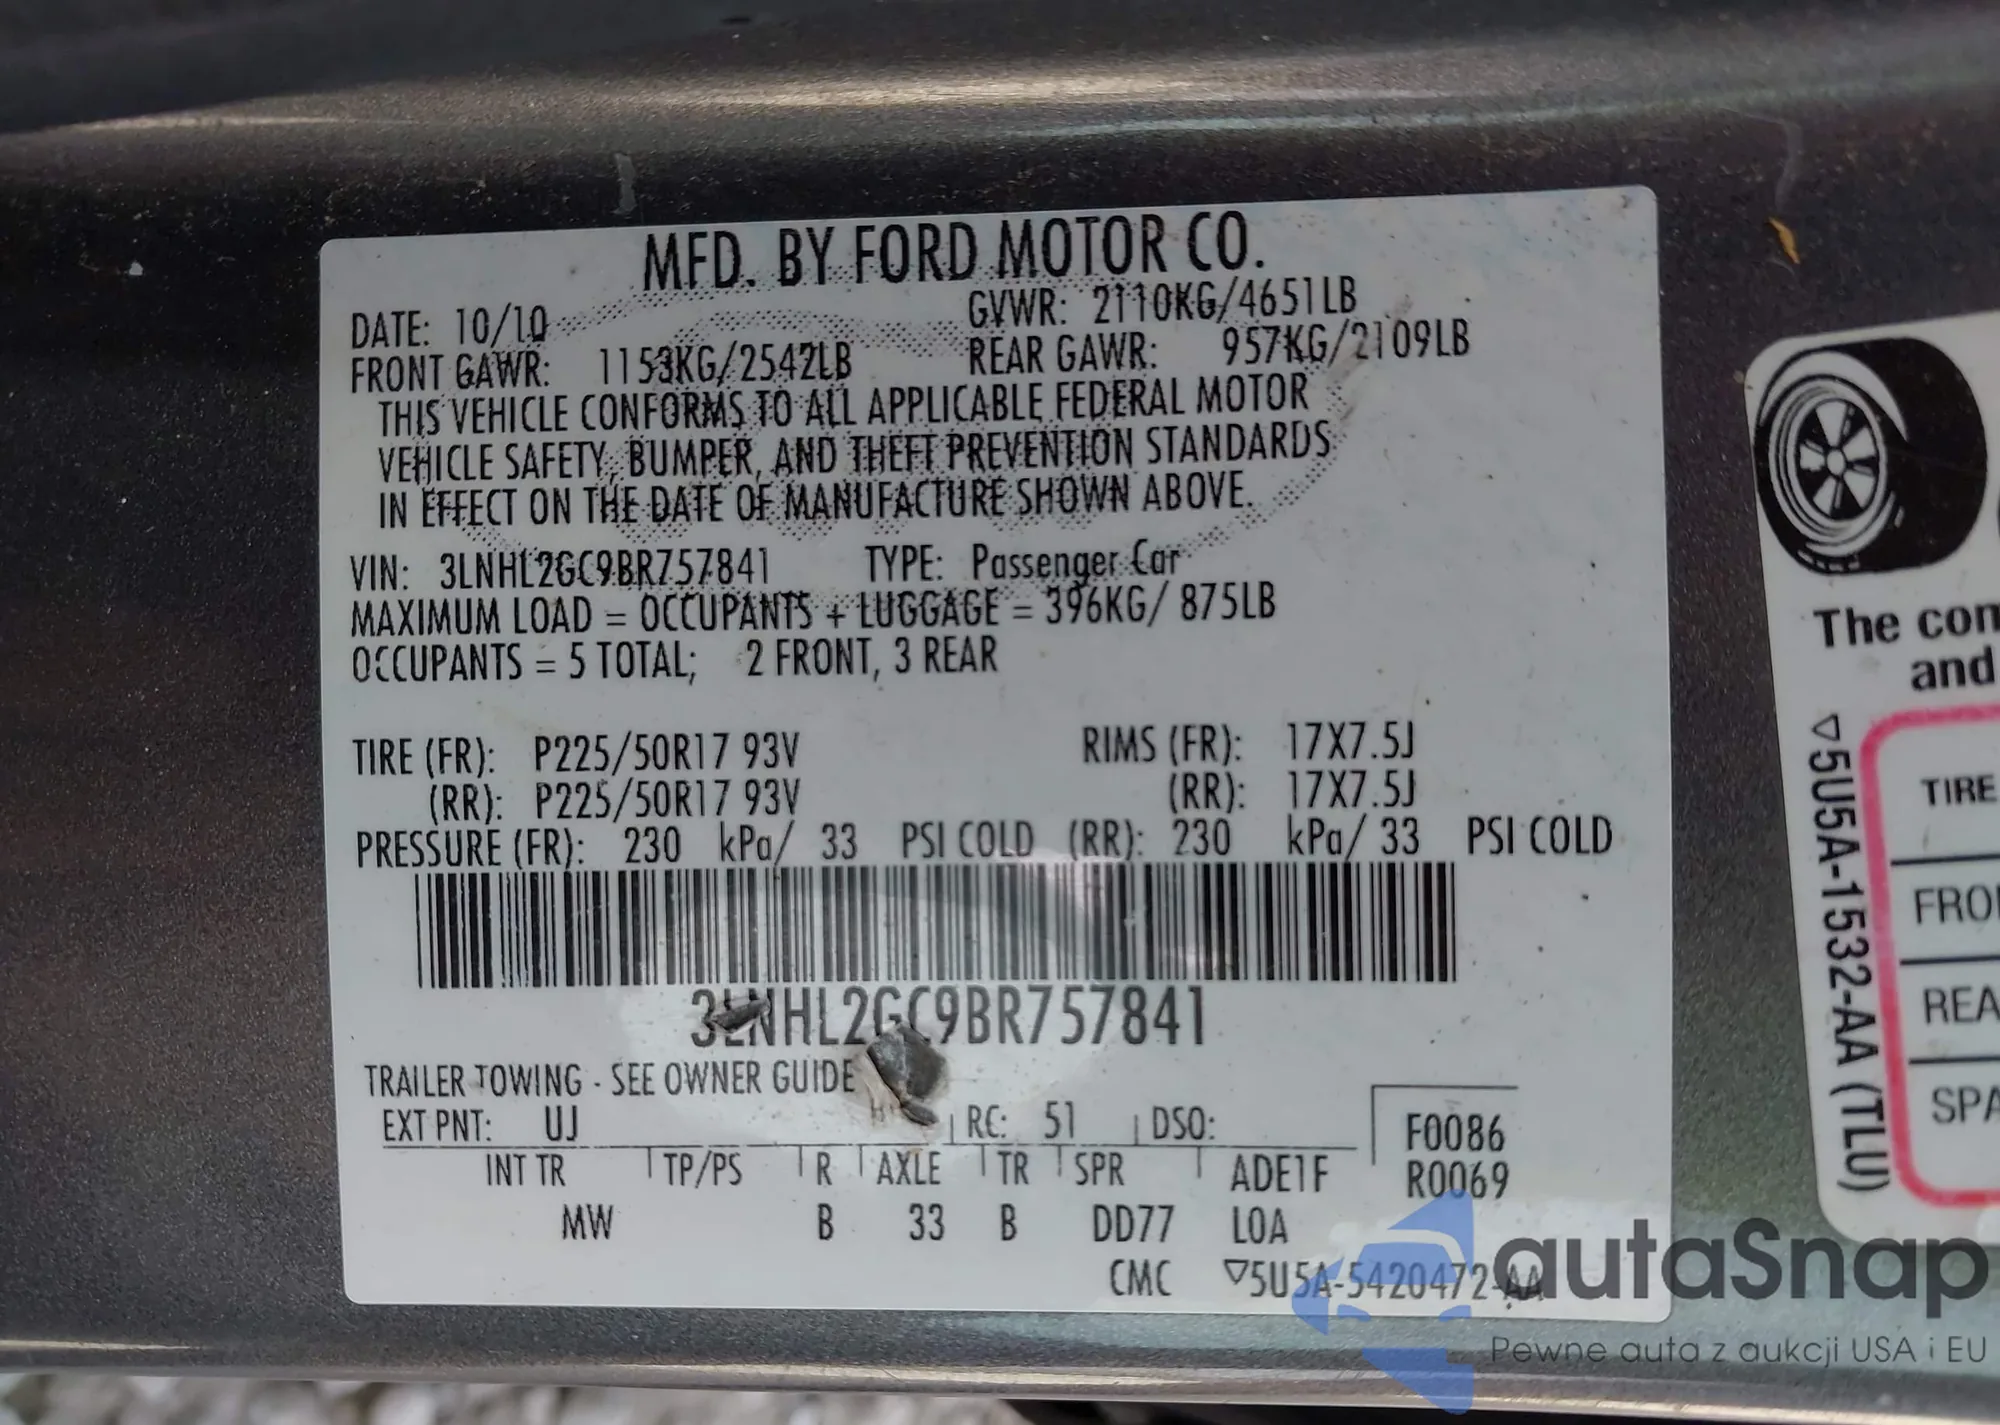 MFD. BY FORD MOTOR CO.
DATE: 10/10 GVWR: 2110KG/4651LB
FRONT GAWR: 1153KG/2542LB REAR GAWR: 957KG/2109LB
THIS VEHICLE CONFORMS TO ALL APPLICABLE FEDERAL MOTOR
VEHICLE SAFETY, BUMPER, AND THEFT PREVENTION STANDARDS
IN EFFECT ON THE DATE OF MANUFACTURE SHOWN ABOVE.
VIN: 3LNHL2GC9BR757841 TYPE: Passenger Car
MAXIMUM LOAD = OCCUPANTS + LUGGAGE = 396KG/ 875LB
OCCUPANTS = 5 TOTAL; 2 FRONT, 3 REAR
TIRE (FR): P225/50R17 93V RIMS (FR): 17X7.5J
(RR): P225/50R17 93V (RR): 17X7.5J
PRESSURE (FR): 230 kPa/ 33 PSI COLD (RR): 230 kPa/ 33 PSI COLD
3LNHL2GC9BR757841
TRAILER TOWING - SEE OWNER GUIDE
EXT PNT: UJ RC: 51 DSO: F0086
INT TR TP/PS R AXLE TR SPR ADE1F R0069
MW B 33 B DD77 LOA
CMC ▽5U5A-5420472-AA
The con
and
▽5U5A-1532-AA (TLU)
TIRE
FRO
REA
SPA
autaSnap
Pewne auta z aukcji USA i EU